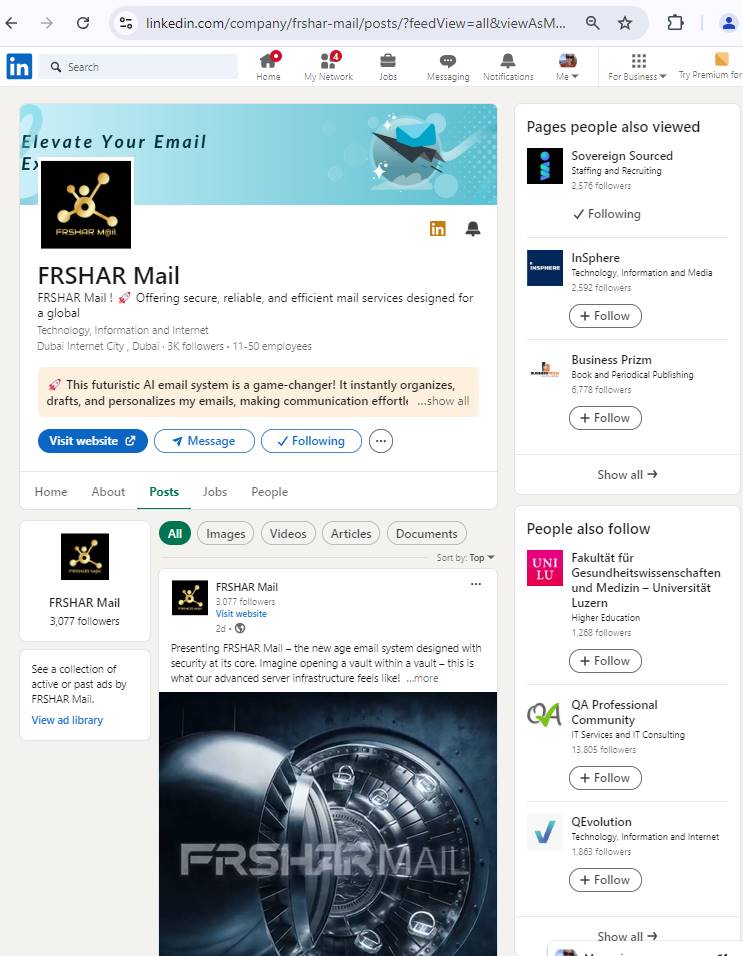 linkedin.com/company/frshar-mail/posts/?feedView=all&viewAsM...
in
Search
Home
4
My Network
Jobs
Messaging
Notifications
Me
For Business
Try Premium for
Elevate Your Email
Ex
FRSHAR M@il
FRSHAR Mail
FRSHAR Mail ! 🚀 Offering secure, reliable, and efficient mail services designed for
a global
Technology, Information and Internet
Dubai Internet City , Dubai · 3K followers · 11-50 employees
🚀 This futuristic AI email system is a game-changer! It instantly organizes,
drafts, and personalizes my emails, making communication effortl ...show all
Visit website
Message
Following
Home
About
Posts
Jobs
People
FRSHAR Mail
3,077 followers
See a collection of
active or past ads by
FRSHAR Mail.
View ad library
All
Images
Videos
Articles
Documents
Sort by: Top
FRSHAR Mail
3,077 followers
Visit website
2d •
Presenting FRSHAR Mail – the new age email system designed with
security at its core. Imagine opening a vault within a vault – this is
what our advanced server infrastructure feels like! ...more
FRSHAR MAIL
Pages people also viewed
Sovereign Sourced
Staffing and Recruiting
2,576 followers
Following
INSPHERE
InSphere
Technology, Information and Media
2,592 followers
+ Follow
Business Prizm
Book and Periodical Publishing
6,778 followers
+ Follow
Show all →
People also follow
UNI
LU
Fakultät für
Gesundheitswissenschaften
und Medizin – Universität
Luzern
Higher Education
1,268 followers
+ Follow
QA
QA Professional
Community
IT Services and IT Consulting
13,805 followers
+ Follow
QEvolution
Technology, Information and Internet
1,863 followers
+ Follow
Show all →